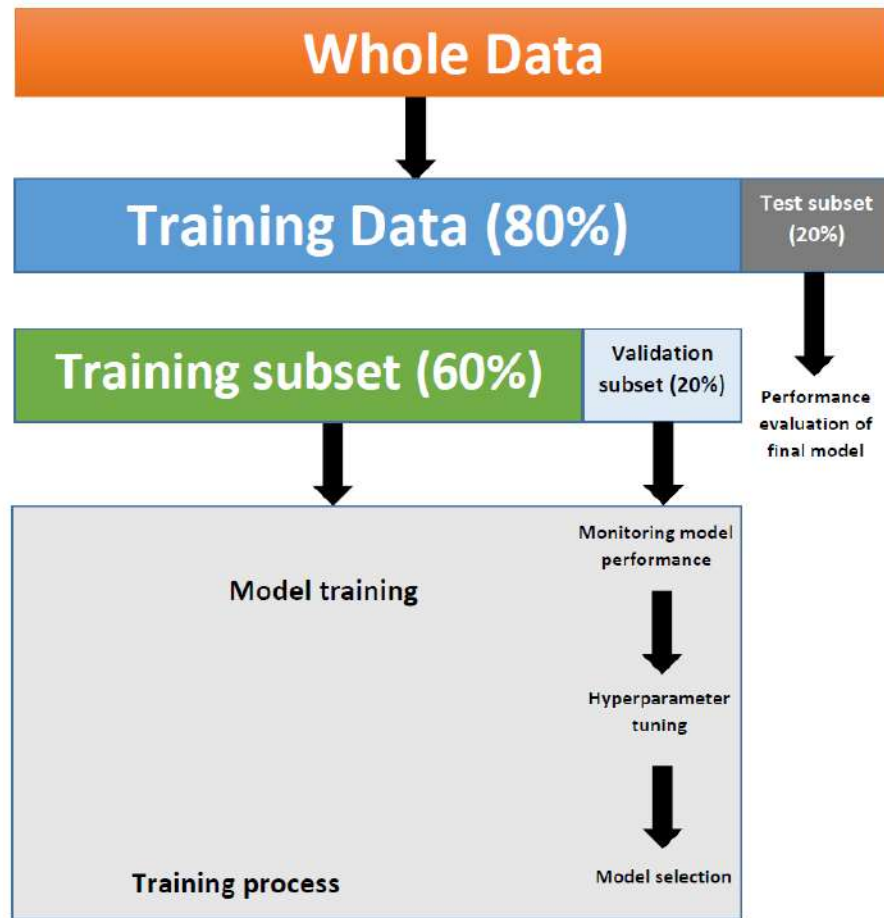 Whole Data
Training Data (80%)
Test subset
(20%)
Training subset (60%)
Validation
subset (20%)
Performance
evaluation of
final model
Monitoring model
performance
Model training
Hyperparameter
tuning
Model selection
Training process